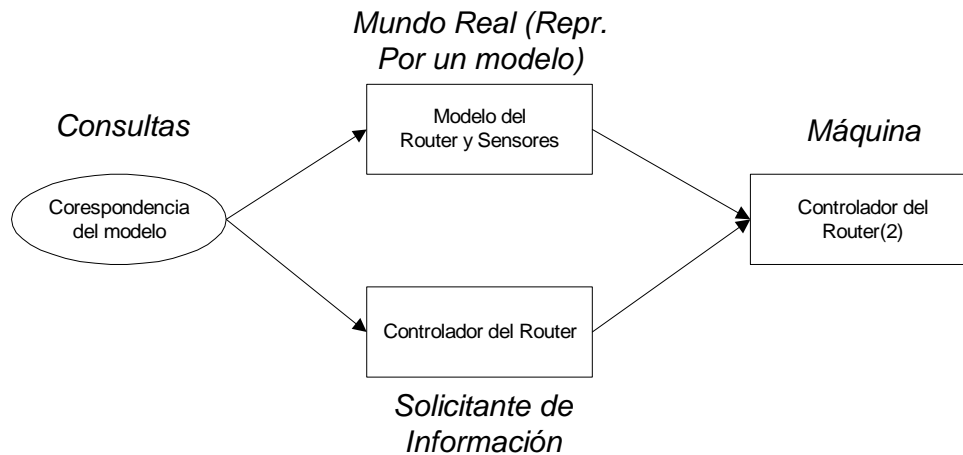 Mundo Real (Repr.
Por un modelo)
Consultas
Modelo del
Router y Sensores
Máquina
Corespondencia
del modelo
Controlador del
Router(2)
Controlador del Router
Solicitante de
Información